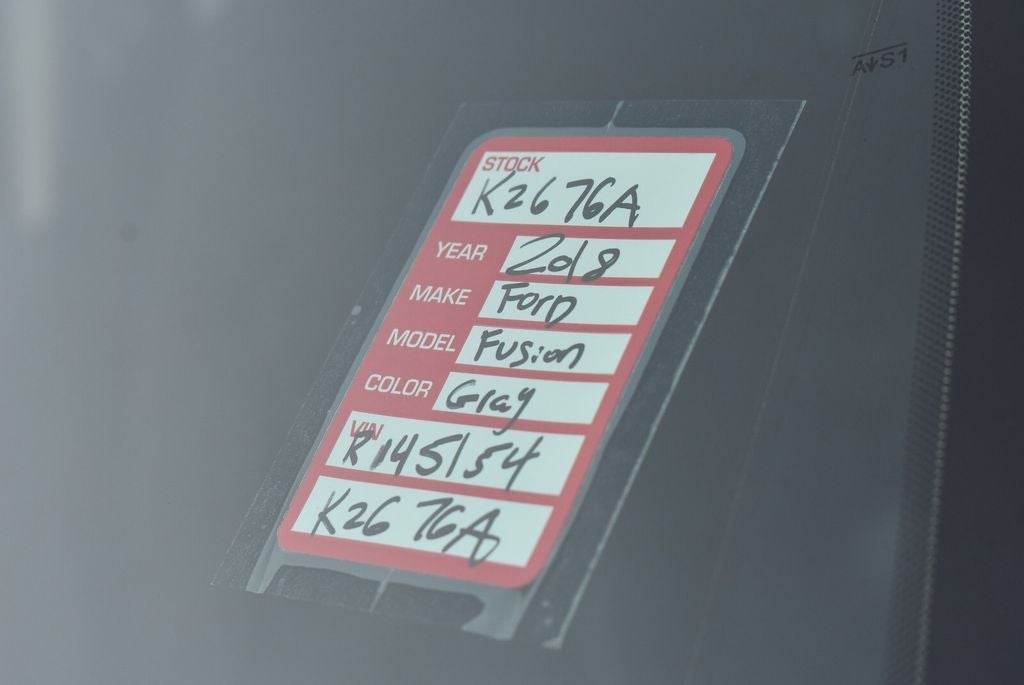 STOCK
K2676A
YEAR 2018
MAKE Ford
MODEL Fusion
COLOR Gray
VIN
R145154
K2676A
AS1